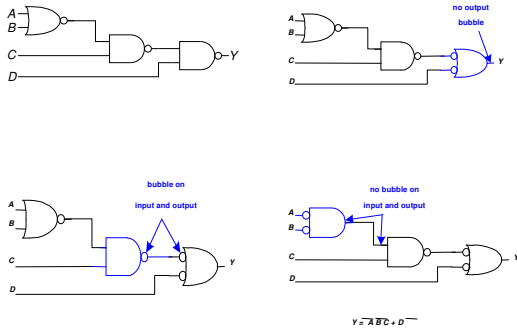 A
B
C
D
Y
no output
bubble
A
B
C
D
Y
bubble on
input and output
A
B
C
D
Y
no bubble on
input and output
A
B
C
D
Y
Y = A B C + D